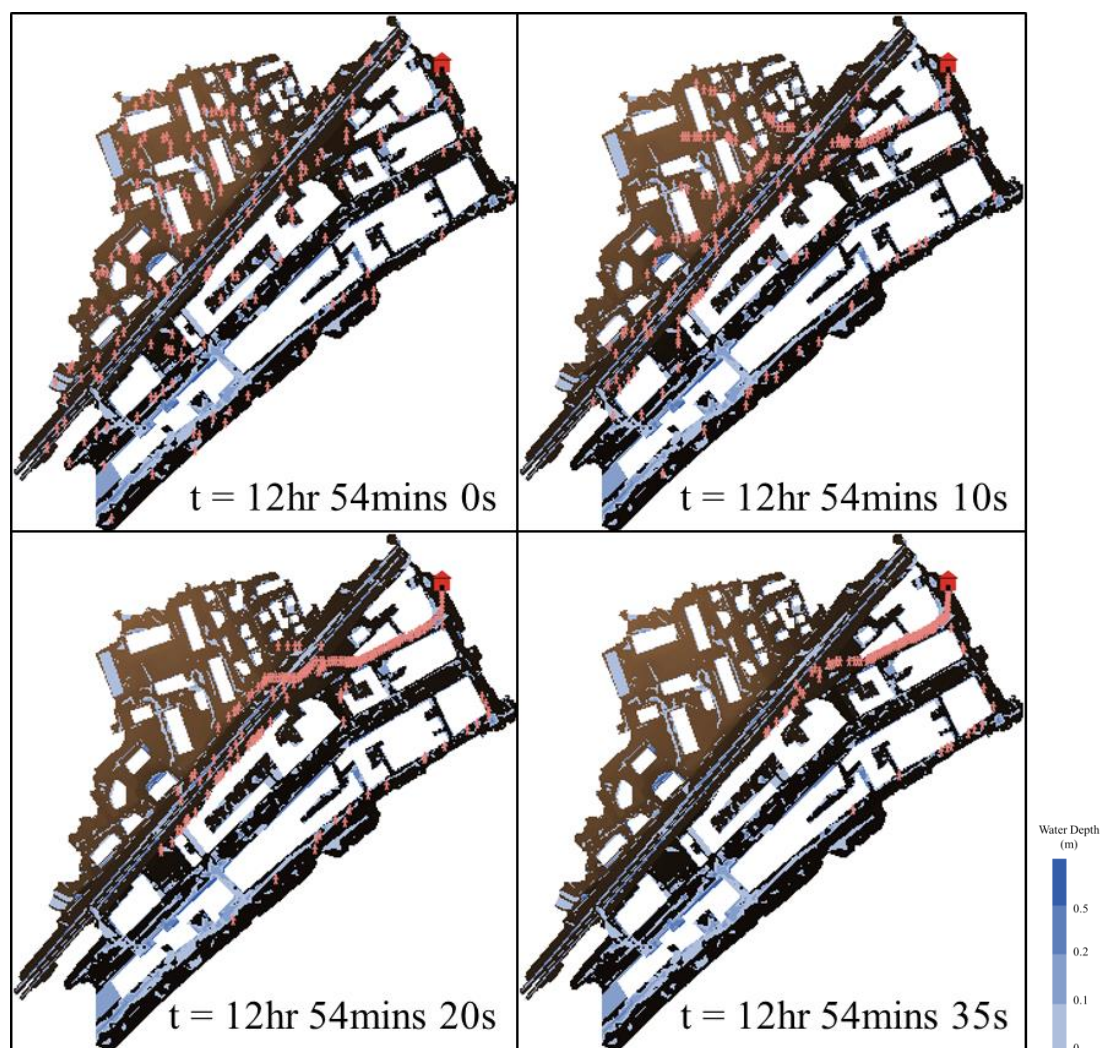 t = 12hr 54mins 0s
t = 12hr 54mins 10s
t = 12hr 54mins 20s
t = 12hr 54mins 35s
Water Depth
(m)
0.5
0.2
0.1
0